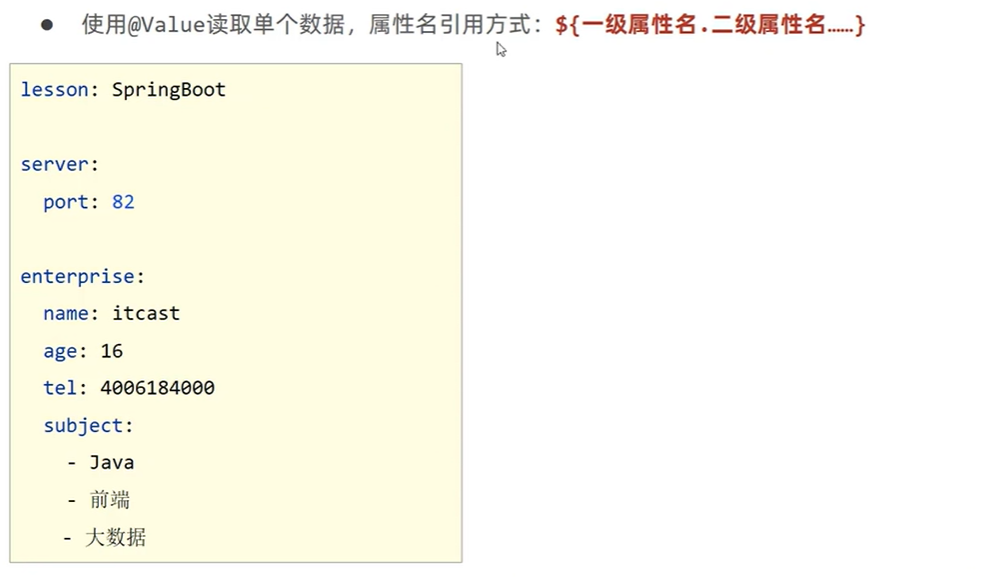 ● 使用@Value读取单个数据，属性名引用方式：${一级属性名.二级属性名……}
lesson: SpringBoot
server:
port: 82
enterprise:
name: itcast
age: 16
tel: 4006184000
subject:
- Java
- 前端
- 大数据